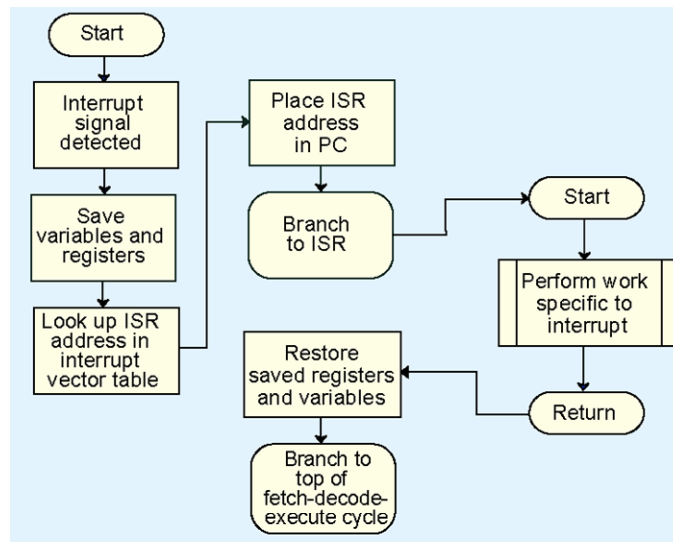 Start
Interrupt
signal
detected
Save
variables and
registers
Look up ISR
address in
interrupt
vector table
Place ISR
address
in PC
Branch
to ISR
Start
Perform work
specific to
interrupt
Return
Restore
saved registers
and variables
Branch to
top of
fetch-decode-
execute cycle